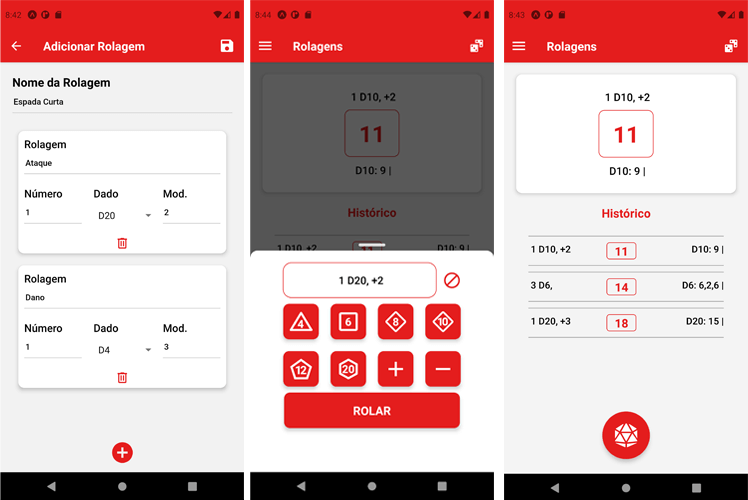 8:42
Adicionar Rolagem
Nome da Rolagem
Espada Curta
Rolagem
Ataque
Número Dado Mod.
1 D20 2
Rolagem
Dano
Número Dado Mod.
1 D4 3
8:44
Rolagens
1 D10, +2
11
D10: 9 |
Histórico
1 D10, +2 11 D10: 9 |
1 D20, +2
4 6 8 10
12 20 + −
ROLAR
8:43
Rolagens
1 D10, +2
11
D10: 9 |
Histórico
1 D10, +2 11 D10: 9 |
3 D6, 14 D6: 6,2,6 |
1 D20, +3 18 D20: 15 |